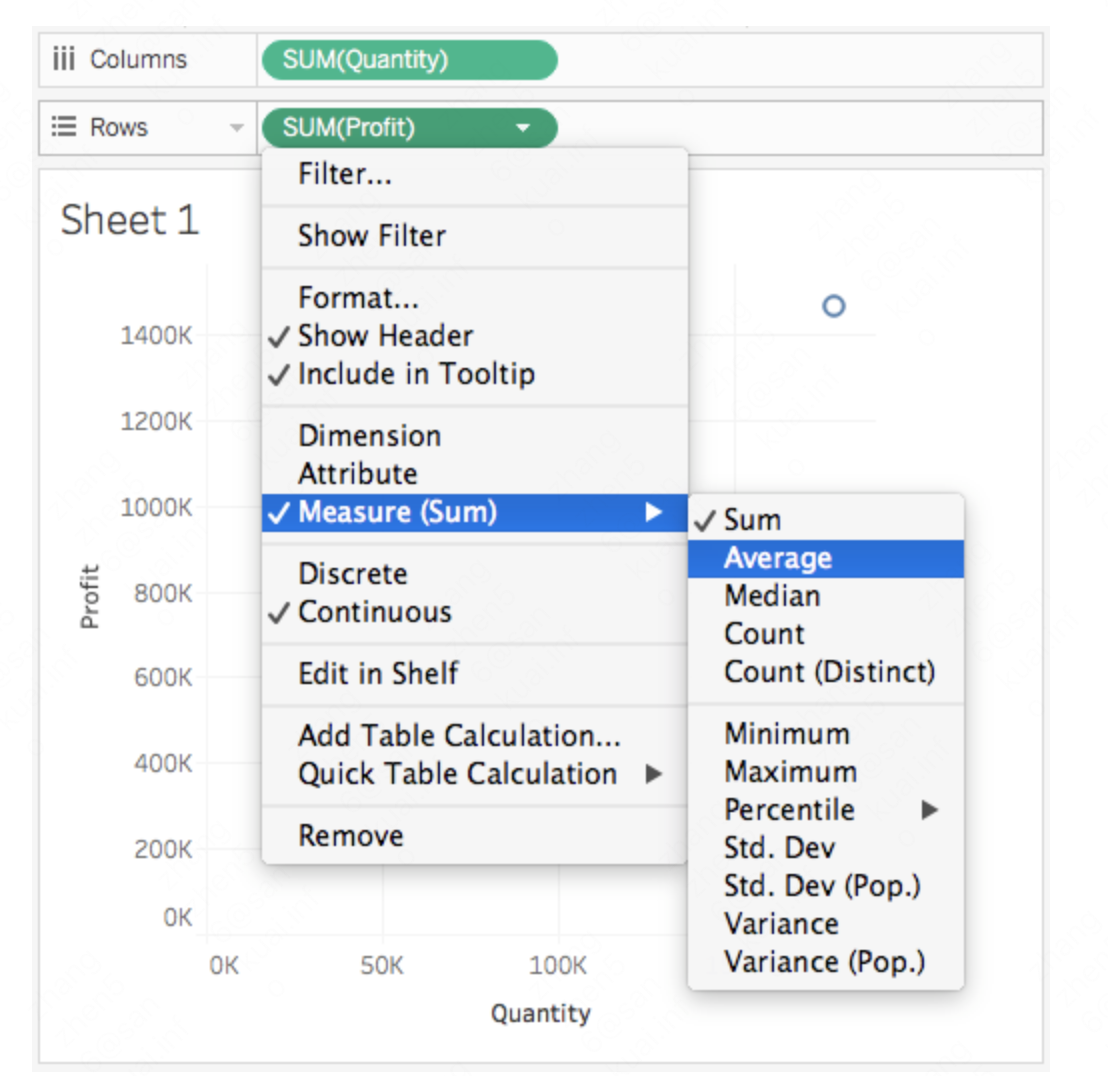 Columns
SUM(Quantity)
Rows
SUM(Profit)
Sheet 1
Filter...
Show Filter
Format...
Show Header
Include in Tooltip
Dimension
Attribute
Measure (Sum)
Discrete
Continuous
Edit in Shelf
Add Table Calculation...
Quick Table Calculation
Remove
Sum
Average
Median
Count
Count (Distinct)
Minimum
Maximum
Percentile
Std. Dev
Std. Dev (Pop.)
Variance
Variance (Pop.)
Profit
1400K
1200K
1000K
800K
600K
400K
200K
0K
0K
50K
100K
Quantity